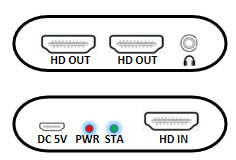 HD OUT HD OUT
DC 5V PWR STA HD IN